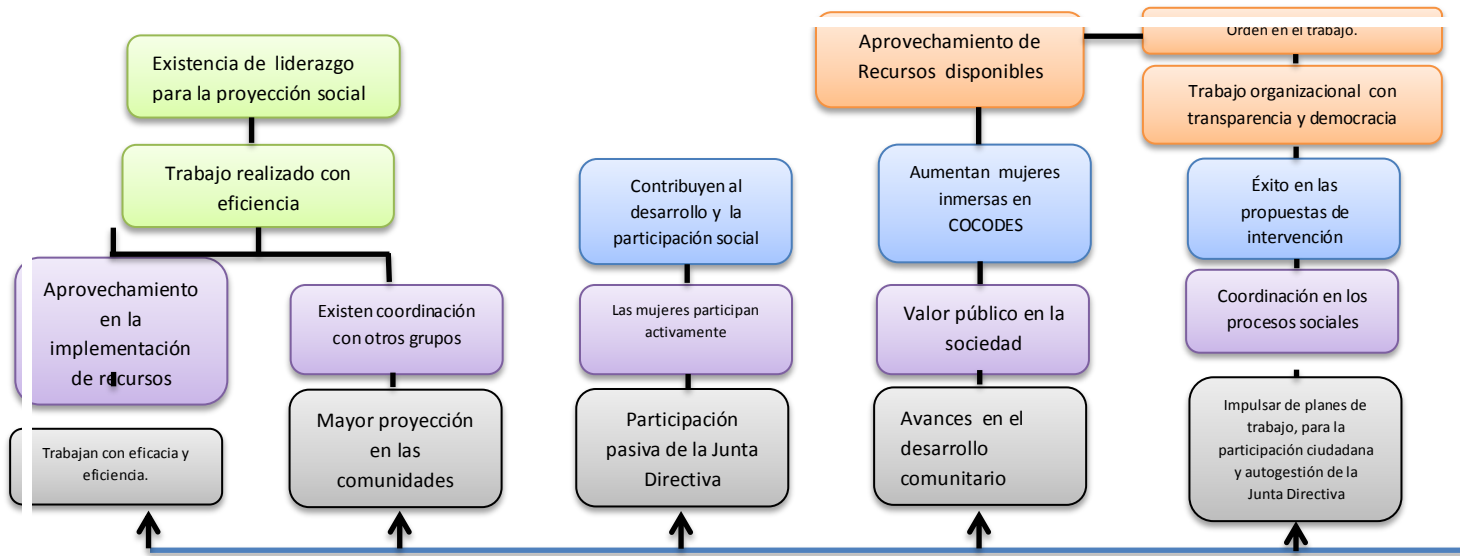 Existencia de liderazgo
para la proyección social
Trabajo realizado con
eficiencia
Aprovechamiento
en la
implementación
de recursos
Trabajan con eficacia y
eficiencia.
Existen coordinación
con otros grupos
Mayor proyección
en las
comunidades
Contribuyen al
desarrollo y la
participación social
Las mujeres participan
activamente
Participación
pasiva de la Junta
Directiva
Aprovechamiento de
Recursos disponibles
Aumentan mujeres
inmersas en
COCODES
Valor público en la
sociedad
Avances en el
desarrollo
comunitario
Orden en el trabajo.
Trabajo organizacional con
transparencia y democracia
Éxito en las
propuestas de
intervención
Coordinación en los
procesos sociales
Impulsar de planes de
trabajo, para la
participación ciudadana
y autogestión de la
Junta Directiva